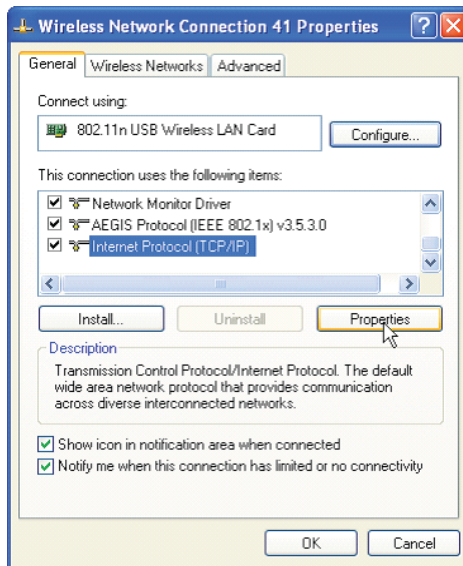 Wireless Network Connection 41 Properties
General Wireless Networks Advanced
Connect using:
802.11n USB Wireless LAN Card
Configure...
This connection uses the following items:
Network Monitor Driver
AEGIS Protocol (IEEE 802.1x) v3.5.3.0
Internet Protocol (TCP/IP)
Install... Uninstall Properties
Description
Transmission Control Protocol/Internet Protocol. The default
wide area network protocol that provides communication
across diverse interconnected networks.
Show icon in notification area when connected
Notify me when this connection has limited or no connectivity
OK Cancel